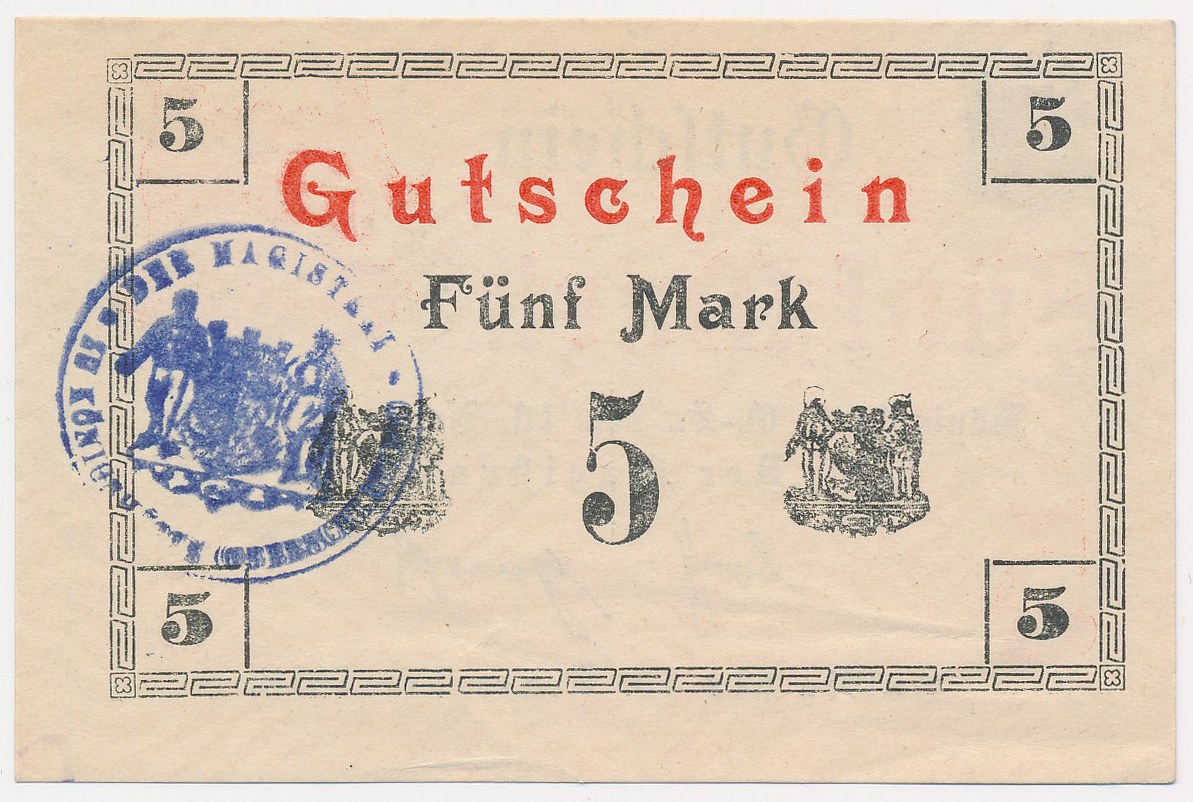 5 5
Gutschein
Fünf Mark
DER MAGISTRAT
5
5 5